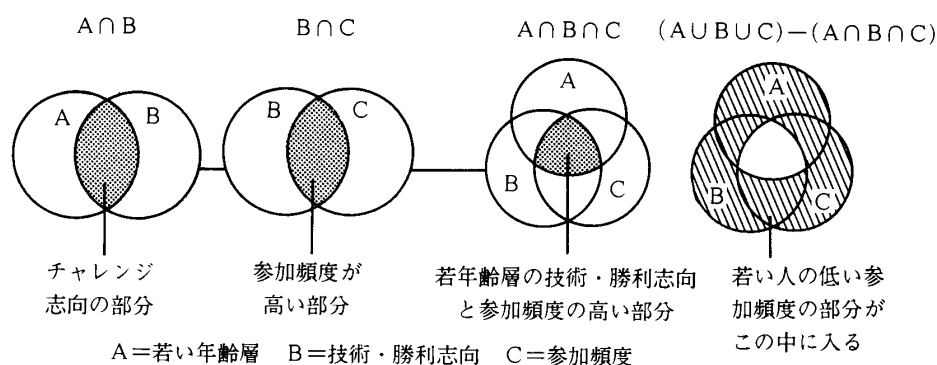 A∩B
B∩C
A∩B∩C
(A∪B∪C)−(A∩B∩C)
A
B
B
C
A
B
C
A
B
C
チャレンジ
志向の部分
参加頻度が
高い部分
若年齢層の技術・勝利志向
と参加頻度の高い部分
若い人の低い参
加頻度の部分が
この中に入る
A＝若い年齢層 B＝技術・勝利志向 C＝参加頻度